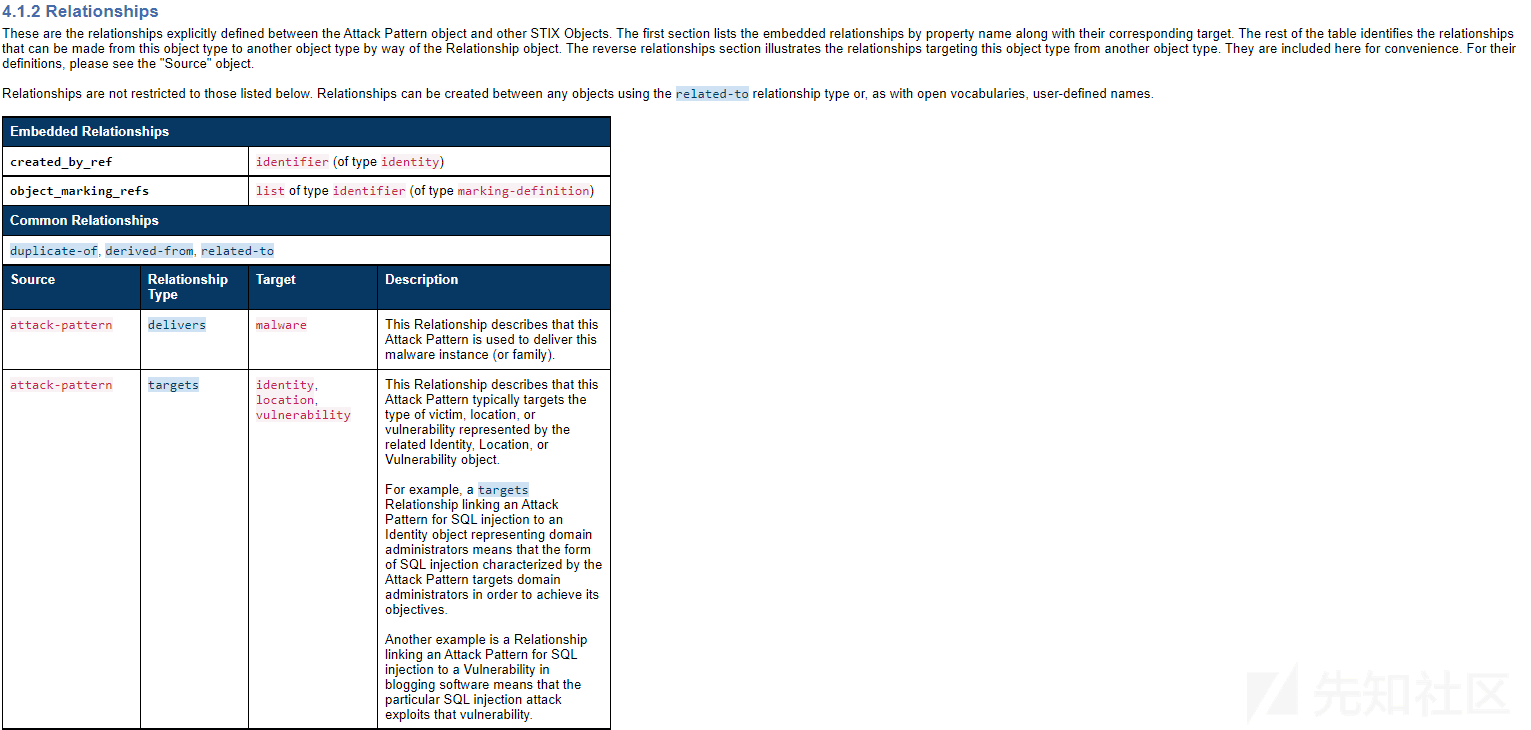 4.1.2 Relationships
These are the relationships explicitly defined between the Attack Pattern object and other STIX Objects. The first section lists the embedded relationships by property name along with their corresponding target. The rest of the table identifies the relationships
that can be made from this object type to another object type by way of the Relationship object. The reverse relationships section illustrates the relationships targeting this object type from another object type. They are included here for convenience. For their
definitions, please see the "Source" object.
Relationships are not restricted to those listed below. Relationships can be created between any objects using the related-to relationship type or, as with open vocabularies, user-defined names.
Embedded Relationships
created_by_ref identifier (of type identity)
object_marking_refs list of type identifier (of type marking-definition)
Common Relationships
duplicate-of, derived-from, related-to
Source Relationship Target Description
Type
attack-pattern delivers malware This Relationship describes that this
Attack Pattern is used to deliver this
malware instance (or family).
attack-pattern targets identity, This Relationship describes that this
location, Attack Pattern typically targets the
vulnerability type of victim, location, or
vulnerability represented by the
related Identity, Location, or
Vulnerability object.
For example, a targets
Relationship linking an Attack
Pattern for SQL injection to an
Identity object representing domain
administrators means that the form
of SQL injection characterized by the
Attack Pattern targets domain
administrators in order to achieve its
objectives.
Another example is a Relationship
linking an Attack Pattern for SQL
injection to a Vulnerability in
blogging software means that the
particular SQL injection attack
exploits that vulnerability.
先知社区